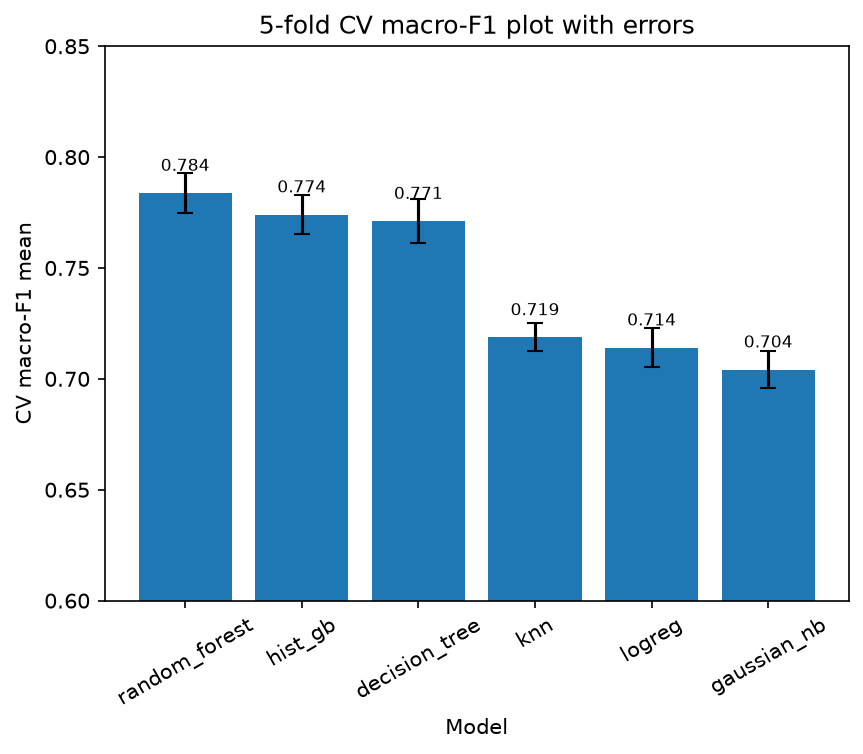 5-fold CV macro-F1 plot with errors
CV macro-F1 mean
0.85
0.80
0.75
0.70
0.65
0.60
0.784
0.774
0.771
0.719
0.714
0.704
random_forest
hist_gb
decision_tree
knn
logreg
gaussian_nb
Model